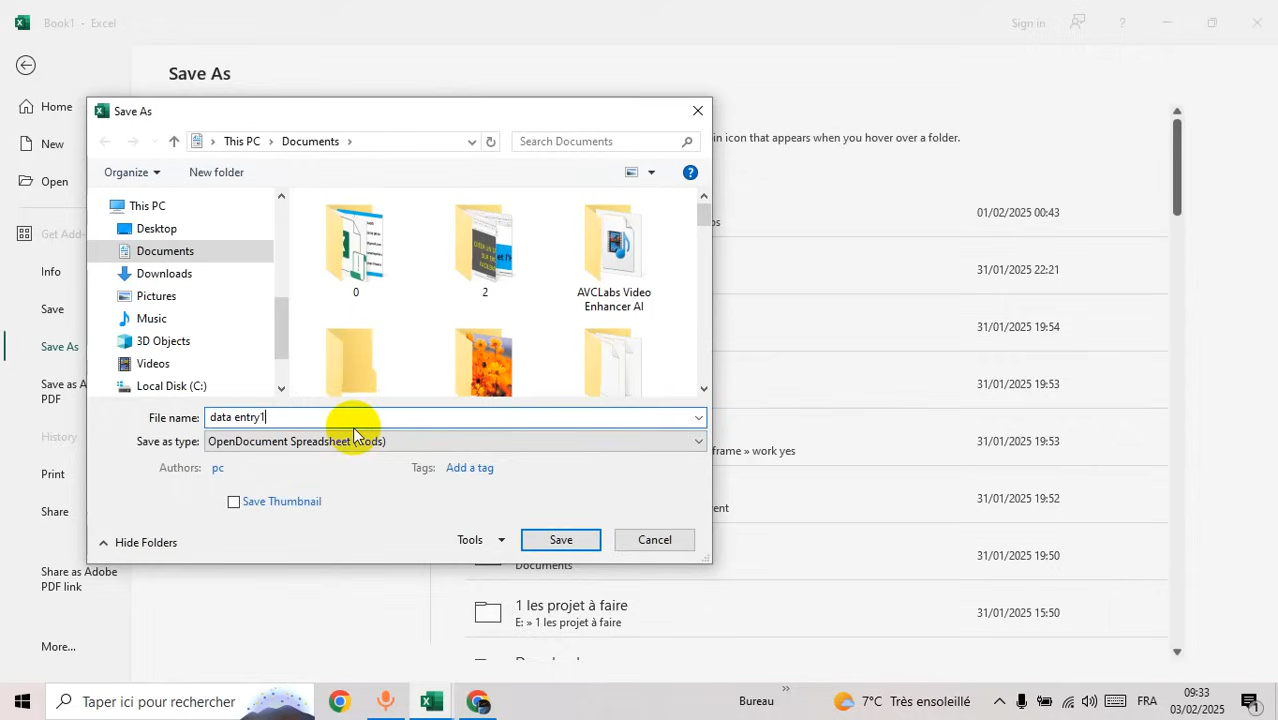 Book1 - Excel
Sign in
?
Save As
Home
New
Open
Get Add-
Info
Save
Save As
Save as A
PDF
History
Print
Share
Share as Adobe
PDF link
More...
Save As
This PC > Documents >
Search Documents
Organize
New folder
?
This PC
Desktop
Documents
Downloads
Pictures
Music
3D Objects
Videos
Local Disk (C:)
0
2
AVCLabs Video
Enhancer AI
File name: data entry1
Save as type: OpenDocument Spreadsheet (*.ods)
Authors: pc
Tags: Add a tag
Save Thumbnail
Hide Folders
Tools
Save
Cancel
in icon that appears when you hover over a folder.
01/02/2025 00:43
31/01/2025 22:21
31/01/2025 19:54
31/01/2025 19:53
frame » work yes
31/01/2025 19:53
31/01/2025 19:52
31/01/2025 19:50
Documents
1 les projet à faire
E: » 1 les projet à faire
31/01/2025 15:50
Taper ici pour rechercher
Bureau
»
7°C Très ensoleillé
FRA
09:33
03/02/2025
1